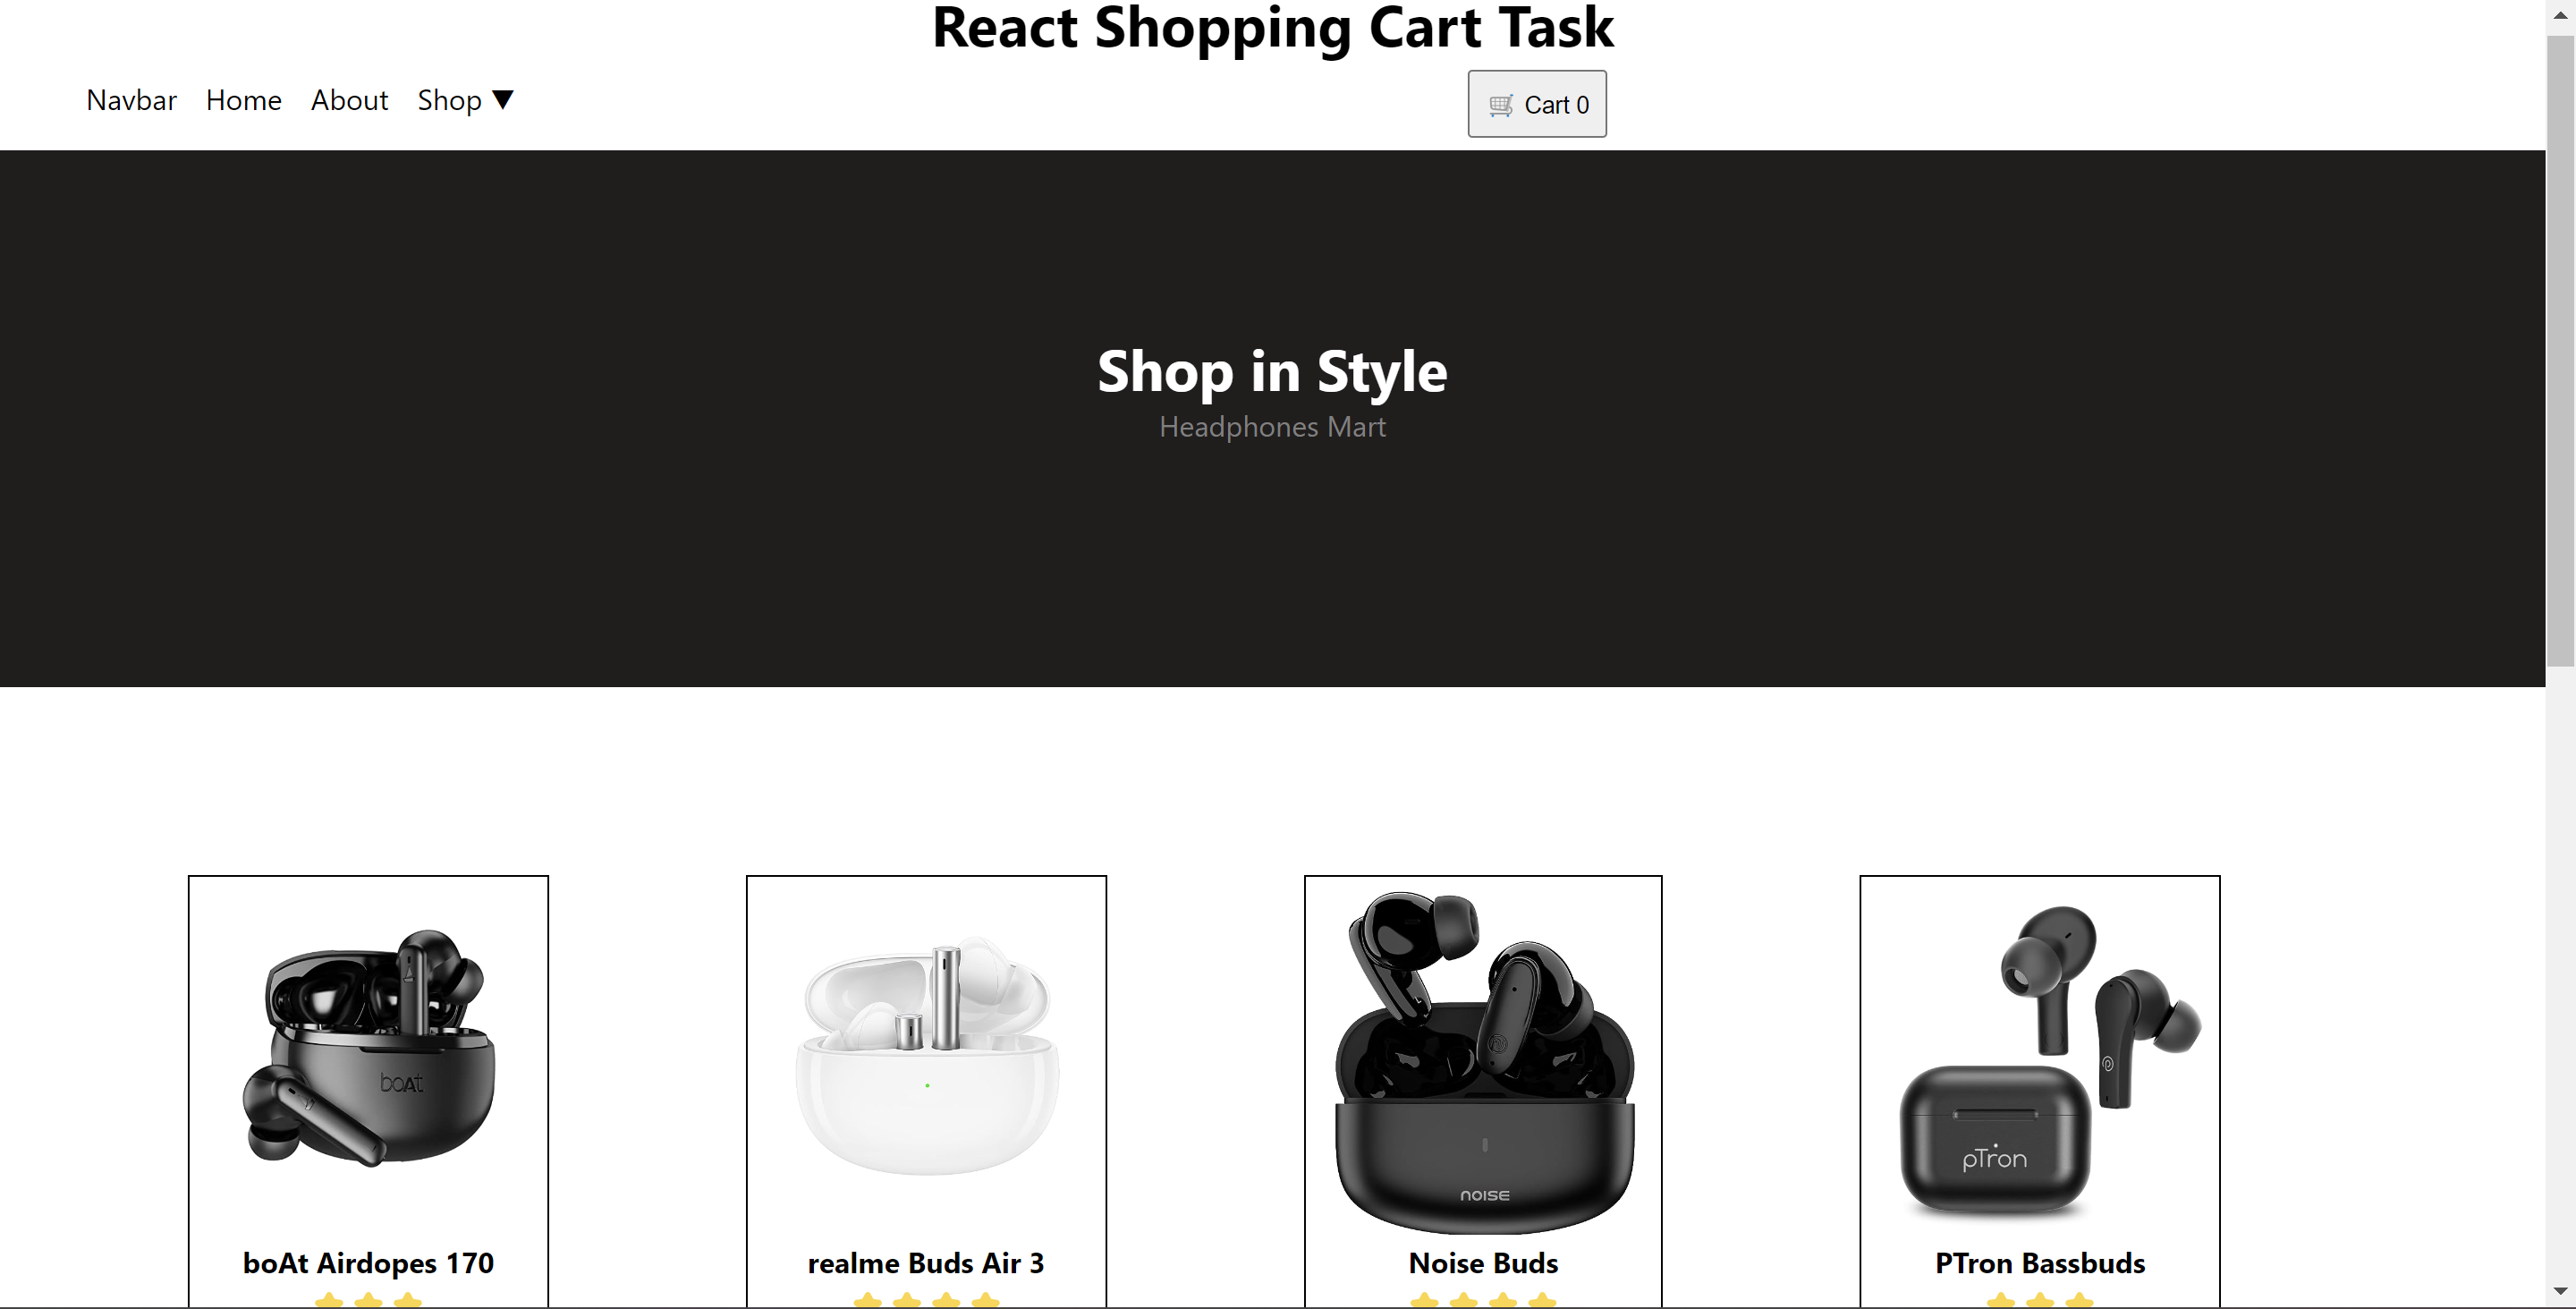 React Shopping Cart Task
Navbar Home About Shop ▼
🛒 Cart 0
Shop in Style
Headphones Mart
boAt
NOISE
pTron
boAt Airdopes 170
realme Buds Air 3
Noise Buds
PTron Bassbuds